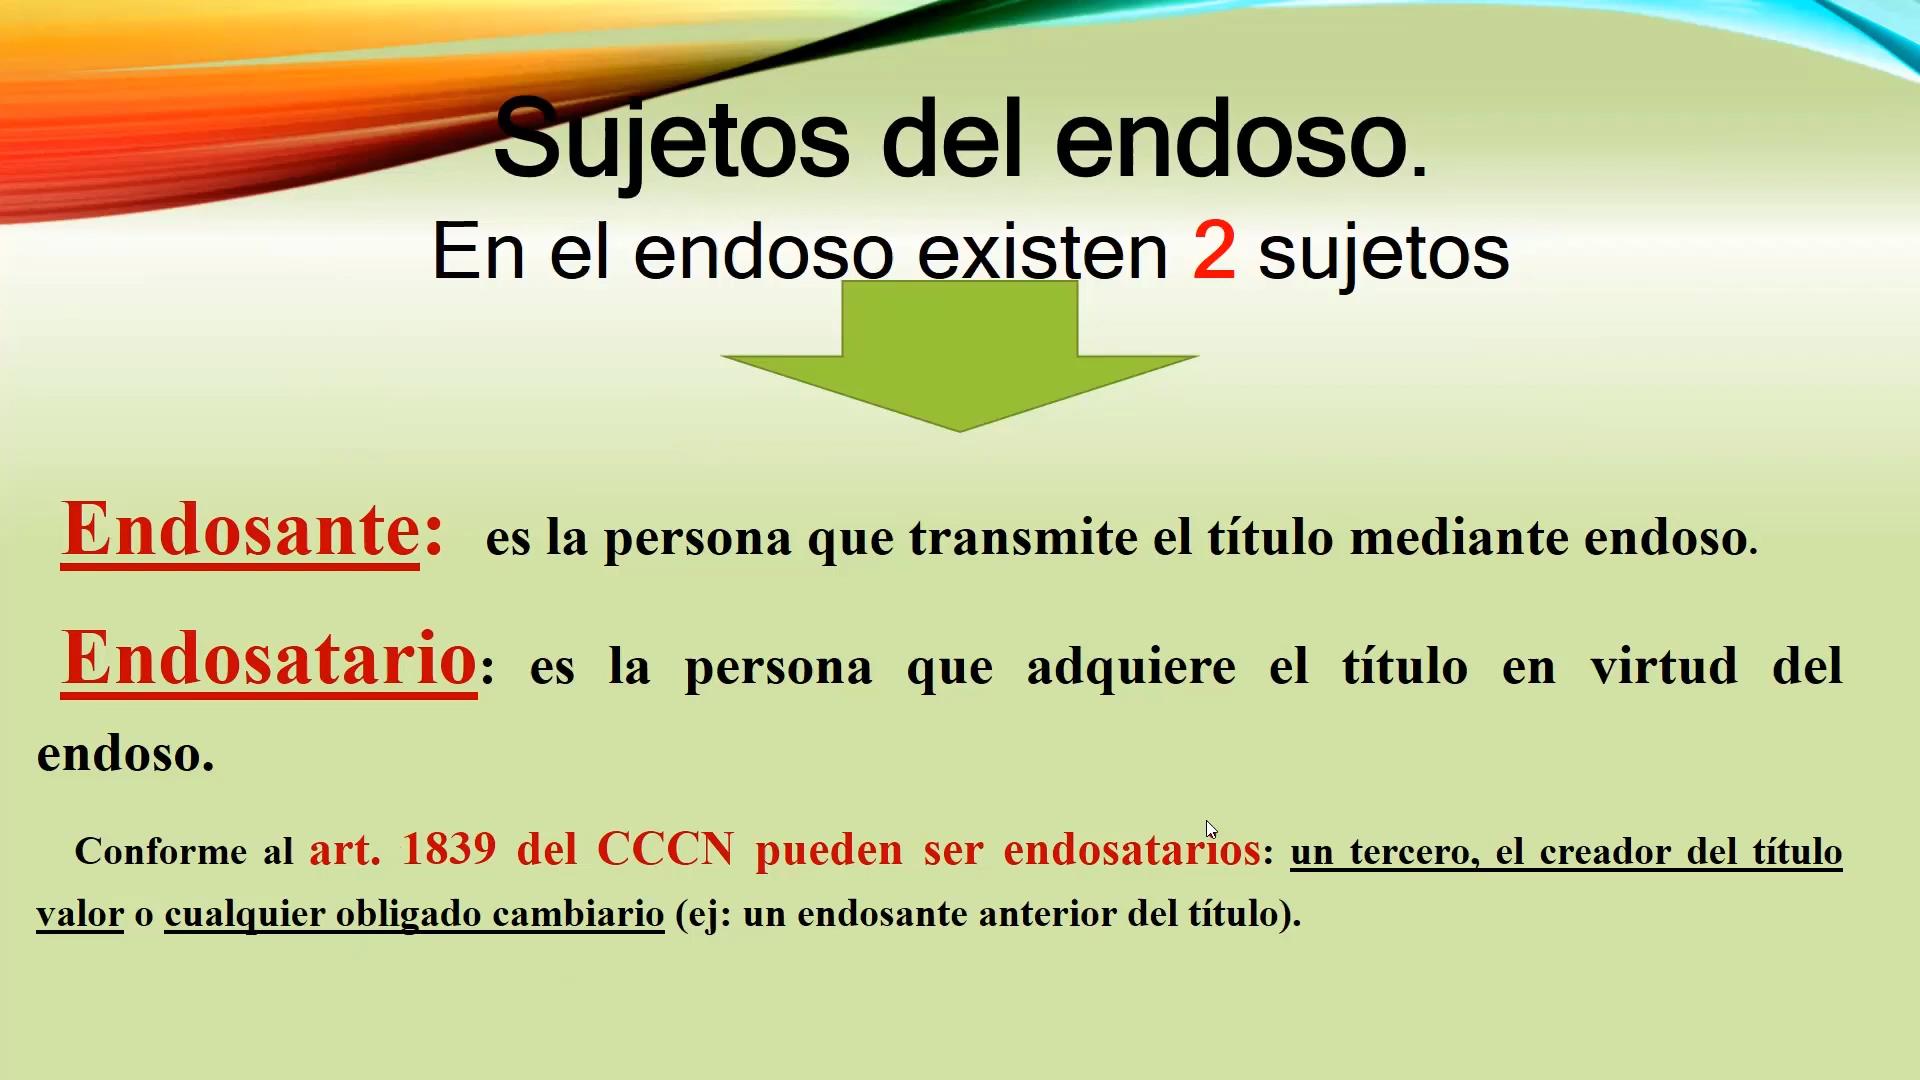 Sujetos del endoso.
En el endoso existen 2 sujetos
Endosante: es la persona que transmite el título mediante endoso.
Endosatario: es la persona que adquiere el título en virtud del
endoso.
Conforme al art. 1839 del CCCN pueden ser endosatarios: un tercero, el creador del título
valor o cualquier obligado cambiario (ej: un endosante anterior del título).